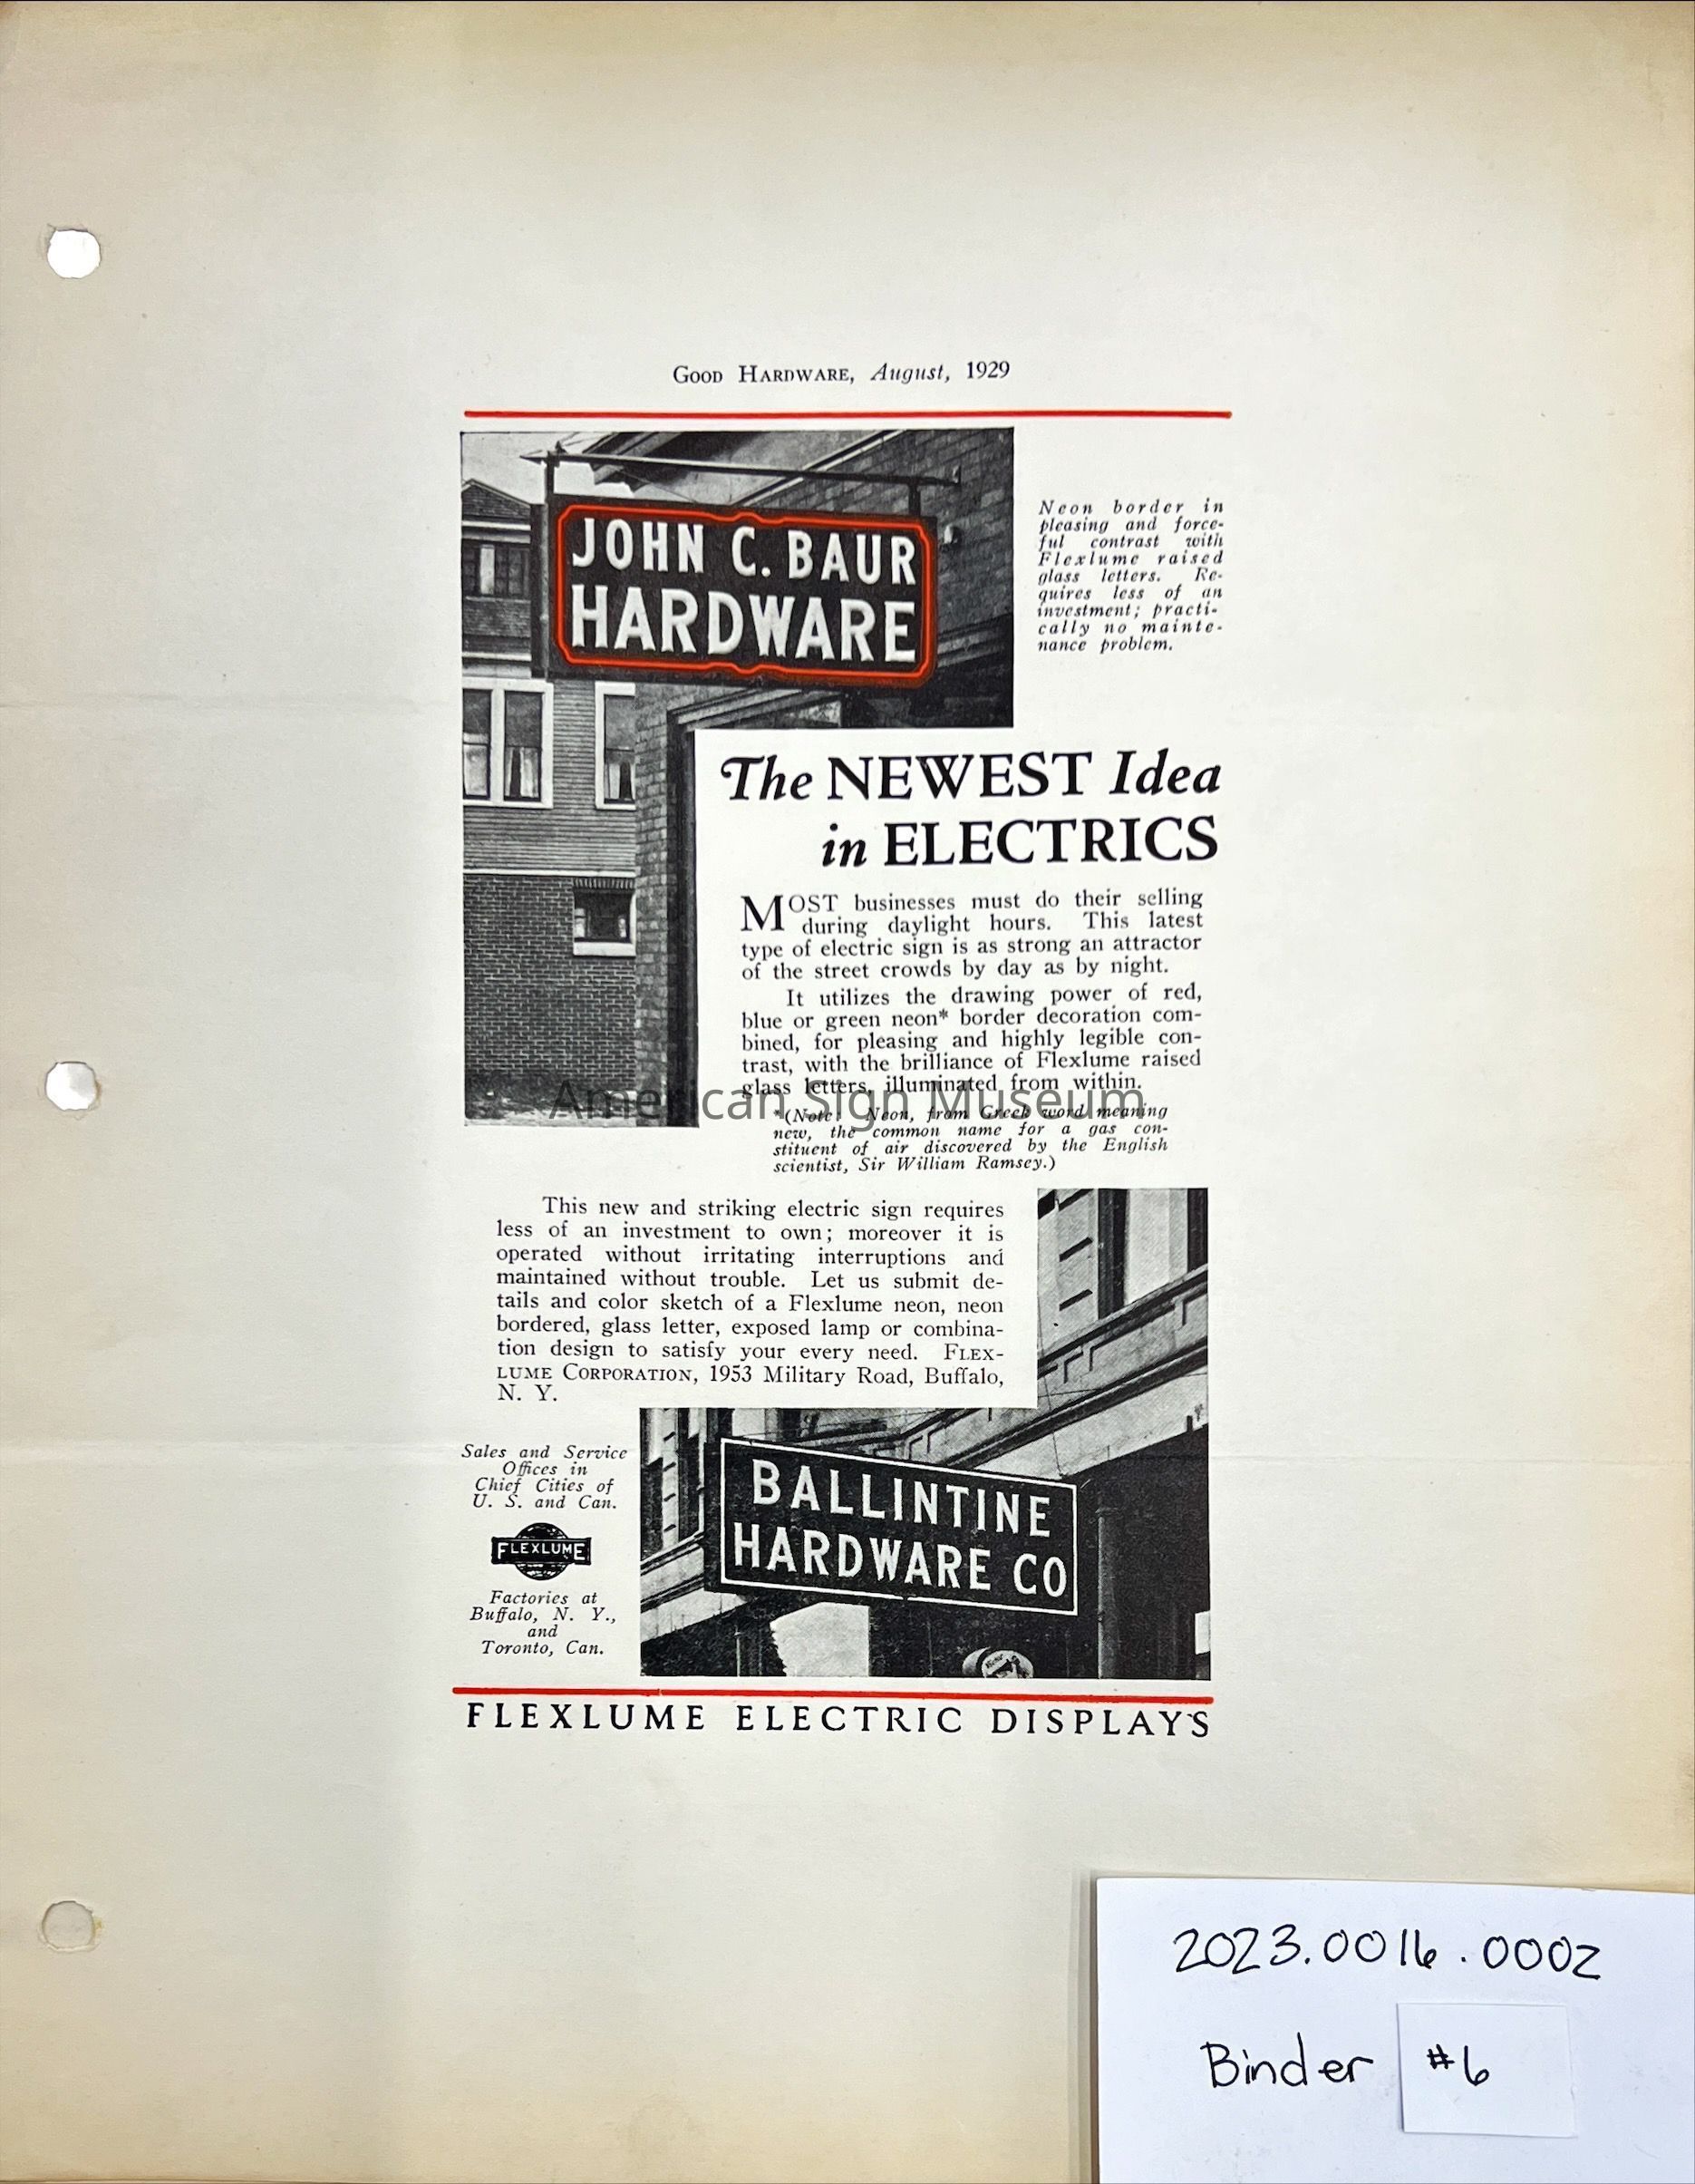 Good Hardware, August, 1929
JOHN C. BAUR
HARDWARE
Neon border in
pleasing and force-
ful contrast with
Flexlume raised
glass letters. Re-
quires less of an
investment; practi-
cally no mainte-
nance problem.
The NEWEST Idea
in ELECTRICS
MOST businesses must do their selling
during daylight hours. This latest
type of electric sign is as strong an attractor
of the street crowds by day as by night.
It utilizes the drawing power of red,
blue or green neon* border decoration com-
bined, for pleasing and highly legible con-
trast, with the brilliance of Flexlume raised
glass letters, illuminated from within.
American Sign Museum
*(Note: Neon, from Greek word meaning
new, the common name for a gas con-
stituent of air discovered by the English
scientist, Sir William Ramsey.)
This new and striking electric sign requires
less of an investment to own; moreover it is
operated without irritating interruptions and
maintained without trouble. Let us submit de-
tails and color sketch of a Flexlume neon, neon
bordered, glass letter, exposed lamp or combina-
tion design to satisfy your every need. Flex-
lume Corporation, 1953 Military Road, Buffalo,
N. Y.
Sales and Service
Offices in
Chief Cities of
U. S. and Can.
FLEXLUME
Factories at
Buffalo, N. Y.,
and
Toronto, Can.
BALLINTINE
HARDWARE CO
FLEXLUME ELECTRIC DISPLAYS
2023.0016.0002
Binder #6